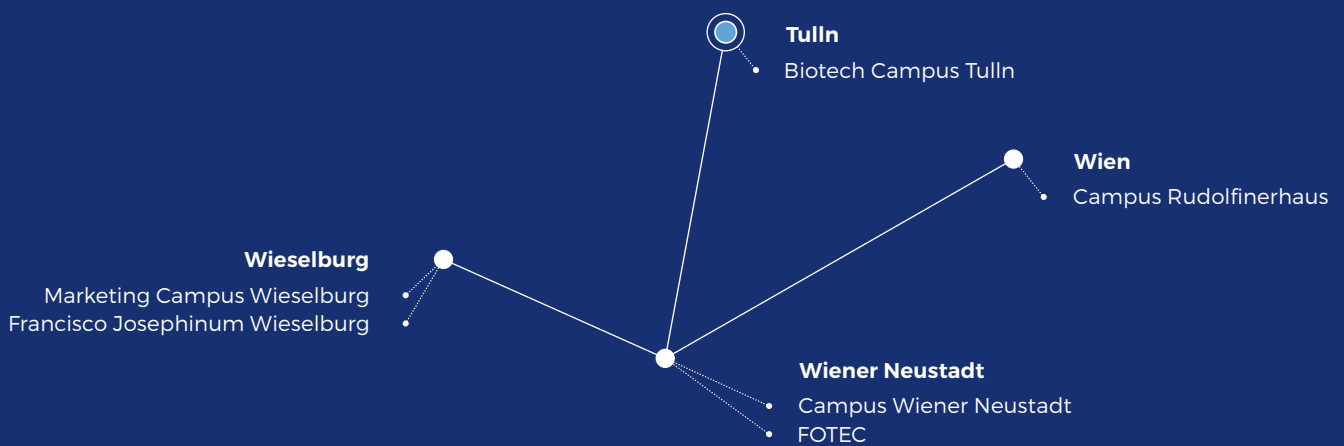 Tulln
Biotech Campus Tulln
Wien
Campus Rudolfinerhaus
Wieselburg
Marketing Campus Wieselburg
Francisco Josephinum Wieselburg
Wiener Neustadt
Campus Wiener Neustadt
FOTEC